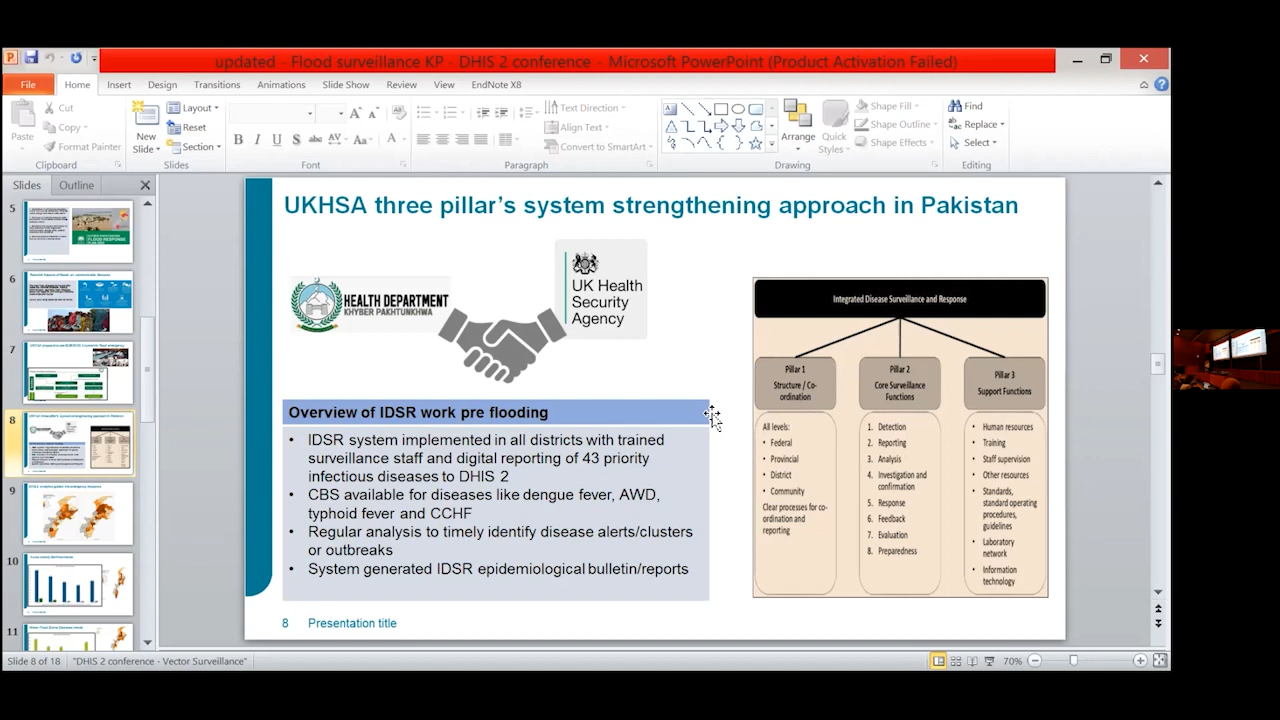 updated - Flood surveillance KP - DHIS 2 conference - Microsoft PowerPoint (Product Activation Failed)
File Home Insert Design Transitions Animations Slide Show Review View EndNote X8
Paste
Cut
Copy
Format Painter
Clipboard
New
Slide
Layout
Reset
Section
Slides
Font
Text Direction
Align Text
Convert to SmartArt
Paragraph
Arrange
Quick
Styles
Shape Fill
Shape Outline
Shape Effects
Drawing
Find
Replace
Select
Editing
Slides Outline
5
6
7
8
9
10
11
UKHSA three pillar’s system strengthening approach in Pakistan
HEALTH DEPARTMENT
KHYBER PAKHTUNKHWA
UK Health
Security
Agency
Overview of IDSR work pre flooding
• IDSR system implemented in all districts with trained
surveillance staff and digital reporting of 43 priority
infectious diseases to DHIS 2
• CBS available for diseases like dengue fever, AWD,
typhoid fever and CCHF
• Regular analysis to timely identify disease alerts/clusters
or outbreaks
• System generated IDSR epidemiological bulletin/reports
Integrated Disease Surveillance and Response
Pillar 1
Structure / Co-
ordination
All levels:
• Federal
• Provincial
• District
• Community
Clear processes for co-
ordination and
reporting
Pillar 2
Core Surveillance
Functions
1. Detection
2. Reporting
3. Analysis
4. Investigation and
confirmation
5. Response
6. Feedback
7. Evaluation
8. Preparedness
Pillar 3
Support Functions
• Human resources
• Training
• Staff supervision
• Other resources
• Standards,
standard operating
procedures,
guidelines
• Laboratory
network
• Information
technology
8 Presentation title
Slide 8 of 18 "DHIS 2 conference - Vector Surveillance" 70%